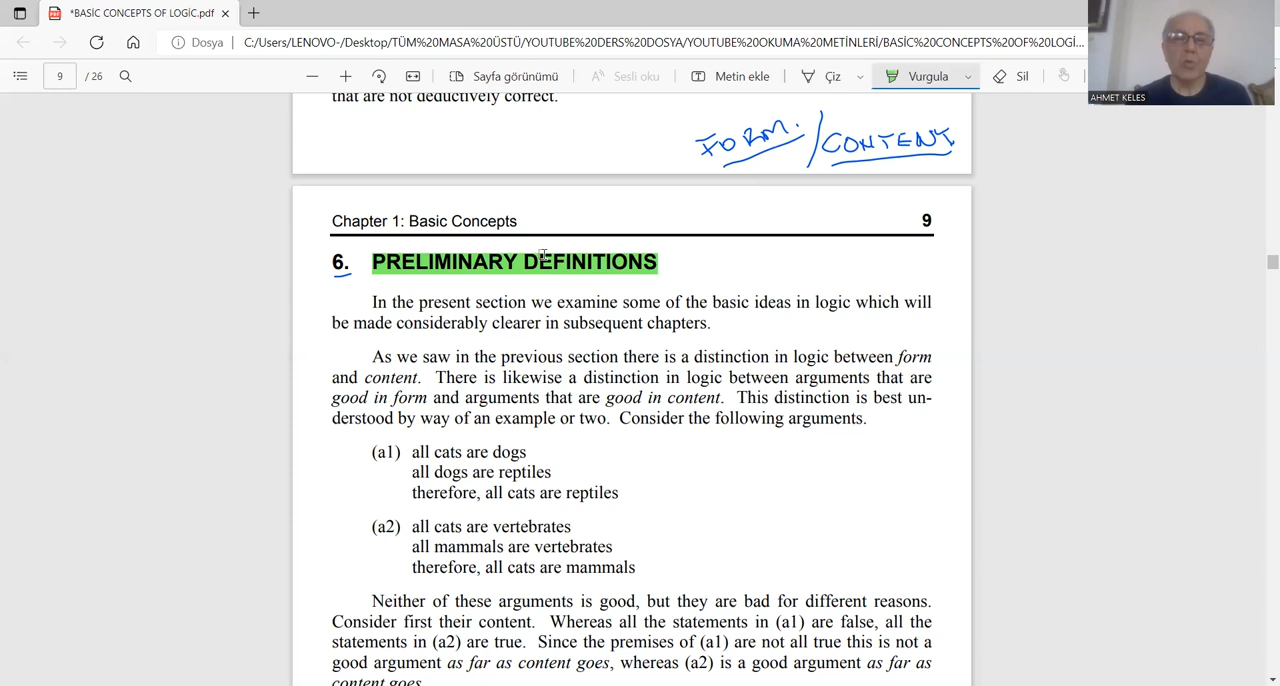 *BASİC CONCEPTS OF LOGİC.pdf
Dosya
C:/Users/LENOVO-/Desktop/TÜM%20MASA%20ÜSTÜ/YOUTUBE%20DERS%20DOSYA/YOUTUBE%20OKUMA%20METİNLERİ/BASİC%20CONCEPTS%20OF%20LOGİ...
9 / 26
Sayfa görünümü
Sesli oku
Metin ekle
Çiz
Vurgula
Sil
AHMET KELES
that are not deductively correct.
FORM. / CONTENT
Chapter 1: Basic Concepts 9
6. PRELIMINARY DEFINITIONS
In the present section we examine some of the basic ideas in logic which will
be made considerably clearer in subsequent chapters.
As we saw in the previous section there is a distinction in logic between form
and content. There is likewise a distinction in logic between arguments that are
good in form and arguments that are good in content. This distinction is best un-
derstood by way of an example or two. Consider the following arguments.
(a1) all cats are dogs
all dogs are reptiles
therefore, all cats are reptiles
(a2) all cats are vertebrates
all mammals are vertebrates
therefore, all cats are mammals
Neither of these arguments is good, but they are bad for different reasons.
Consider first their content. Whereas all the statements in (a1) are false, all the
statements in (a2) are true. Since the premises of (a1) are not all true this is not a
good argument as far as content goes, whereas (a2) is a good argument as far as
content goes.